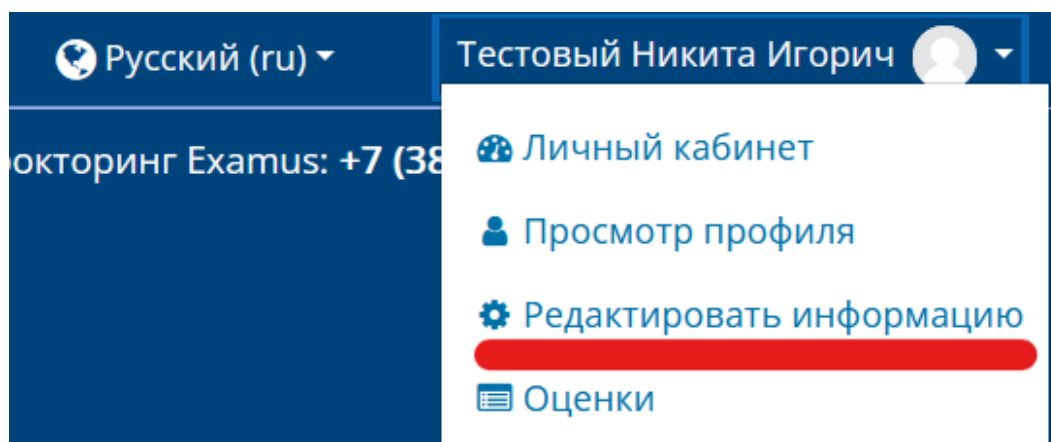 Русский (ru)
Тестовый Никита Игорич
Личный кабинет
окторинг Examus: +7 (38
Просмотр профиля
Редактировать информацию
Оценки